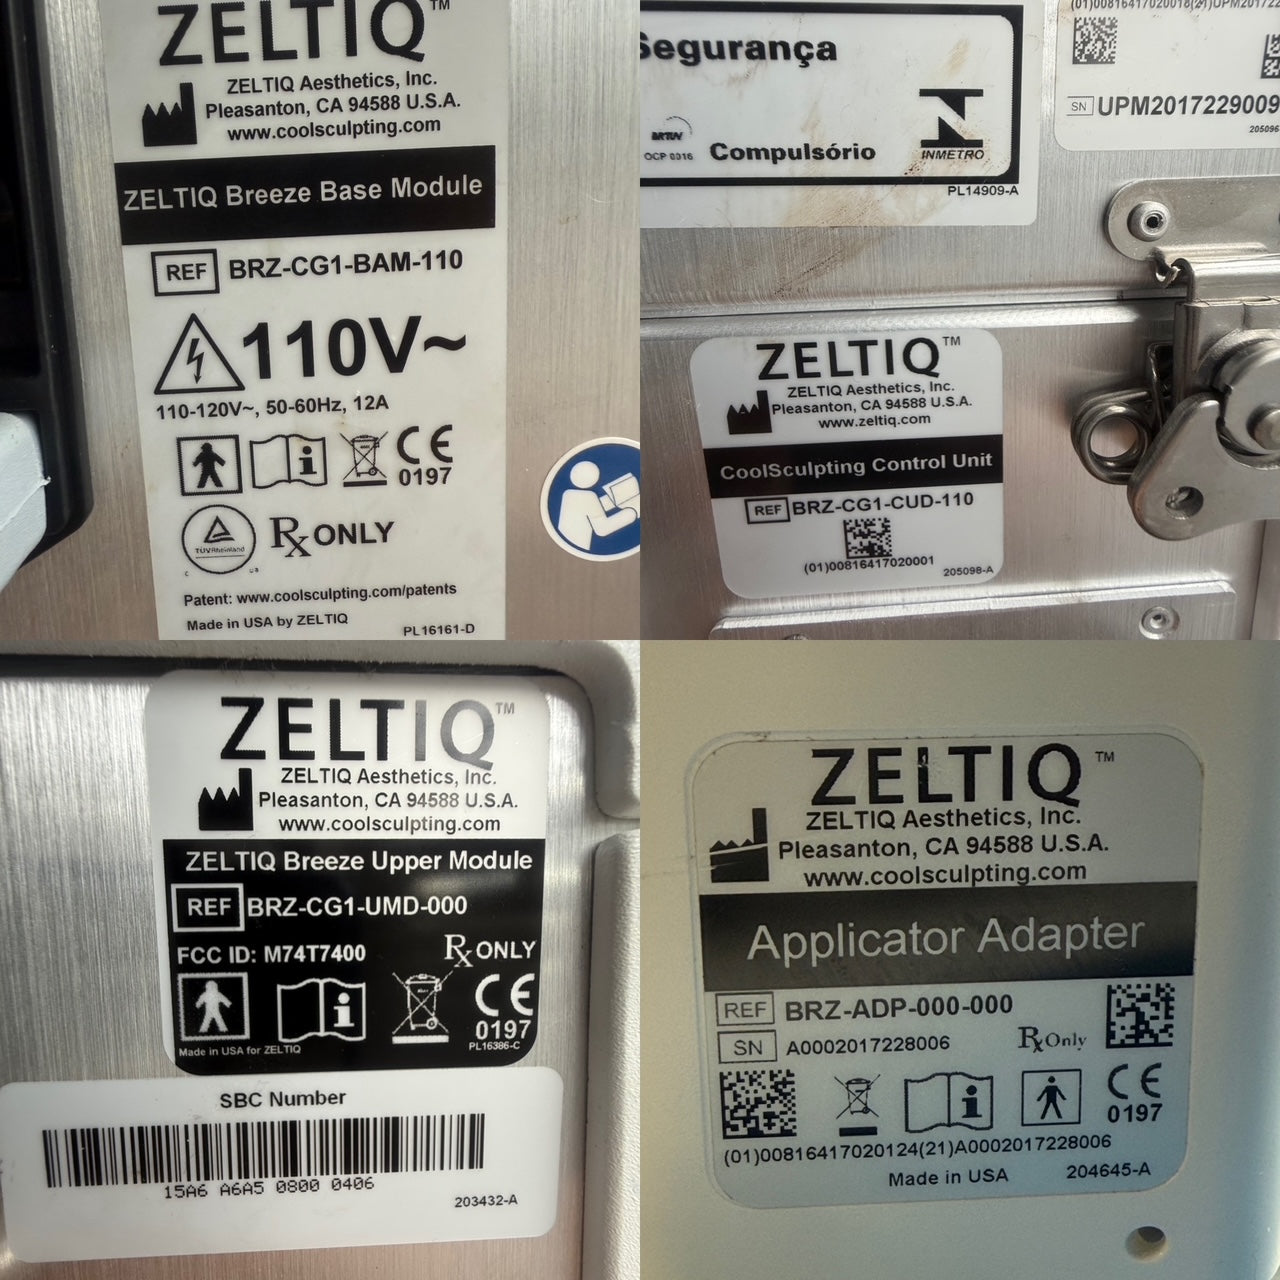 ZELTIQ™
ZELTIQ Aesthetics, Inc.
Pleasanton, CA 94588 U.S.A.
www.coolsculpting.com
ZELTIQ Breeze Base Module
REF BRZ-CG1-BAM-110
110V~
110-120V~, 50-60Hz, 12A
CE
0197
TÜVRheinland
C US
Rx ONLY
Patent: www.coolsculpting.com/patents
Made in USA by ZELTIQ
PL16161-D
Segurança
OCP 0316
Compulsório
INMETRO
PL14909-A
SN UPM2017229009
205096
ZELTIQ™
ZELTIQ Aesthetics, Inc.
Pleasanton, CA 94588 U.S.A.
www.zeltiq.com
CoolSculpting Control Unit
REF BRZ-CG1-CUD-110
(01)00816417020001
205098-A
ZELTIQ™
ZELTIQ Aesthetics, Inc.
Pleasanton, CA 94588 U.S.A.
www.coolsculpting.com
ZELTIQ Breeze Upper Module
REF BRZ-CG1-UMD-000
FCC ID: M74T7400
Rx ONLY
CE
0197
Made in USA for ZELTIQ
PL16386-C
SBC Number
15A6 A6A5 0800 0406
203432-A
ZELTIQ™
ZELTIQ Aesthetics, Inc.
Pleasanton, CA 94588 U.S.A.
www.coolsculpting.com
Applicator Adapter
REF BRZ-ADP-000-000
SN A0002017228006
Rx Only
CE
0197
(01)00816417020124(21)A0002017228006
Made in USA
204645-A